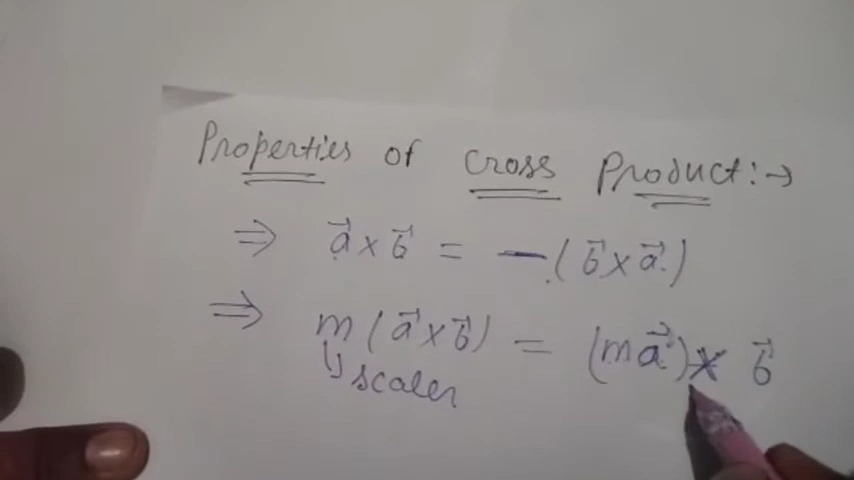 Properties of cross Product:→
⇒ a⃗ × b⃗ = −(b⃗ × a⃗)
⇒ m(a⃗ × b⃗) = (ma⃗) × b⃗
scaler